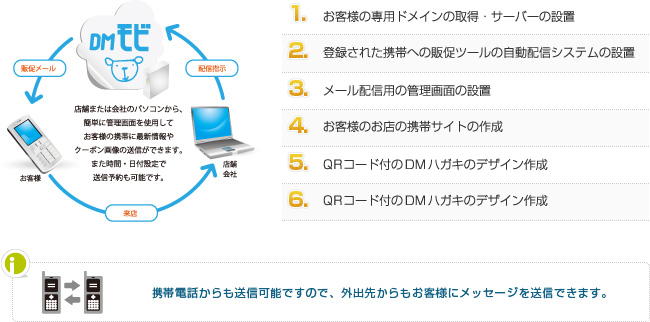 DMモビ
販促メール
配信指示
店舗または会社のパソコンから、
簡単に管理画面を使用して
お客様の携帯に最新情報や
クーポン画像の送信ができます。
また時間・日付設定で
送信予約も可能です。
お客様
店舗
会社
来店
1. お客様の専用ドメインの取得・サーバーの設置
2. 登録された携帯への販促ツールの自動配信システムの設置
3. メール配信用の管理画面の設置
4. お客様のお店の携帯サイトの作成
5. QRコード付のDMハガキのデザイン作成
6. QRコード付のDMハガキのデザイン作成
i
携帯電話からも送信可能ですので、外出先からもお客様にメッセージを送信できます。